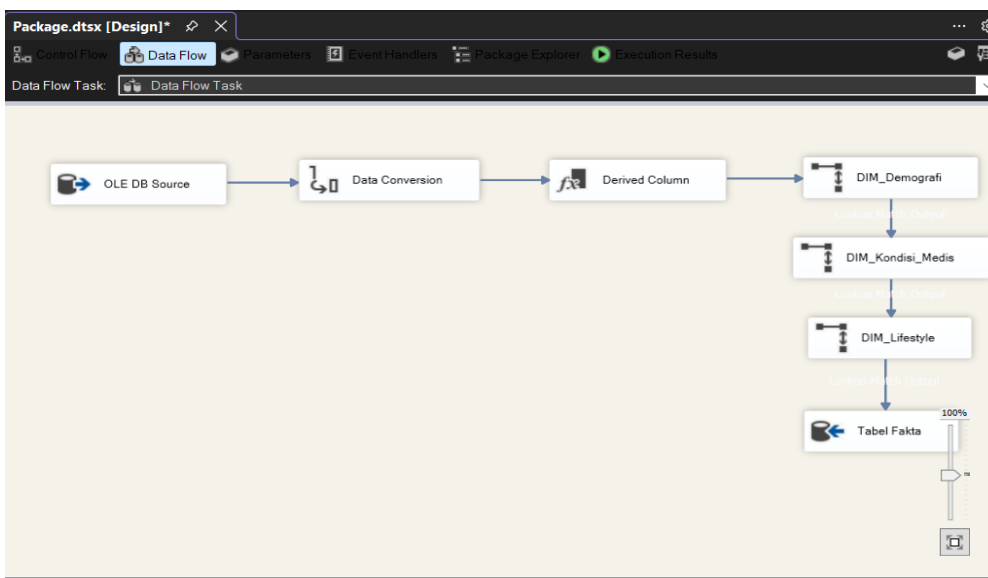 Package.dtsx [Design]*
Control Flow Data Flow Parameters Event Handlers Package Explorer Execution Results
Data Flow Task: Data Flow Task
OLE DB Source
Data Conversion
Derived Column
DIM_Demografi
Lookup Match Output
DIM_Kondisi_Medis
Lookup Match Output
DIM_Lifestyle
Lookup Match Output
100%
Tabel Fakta